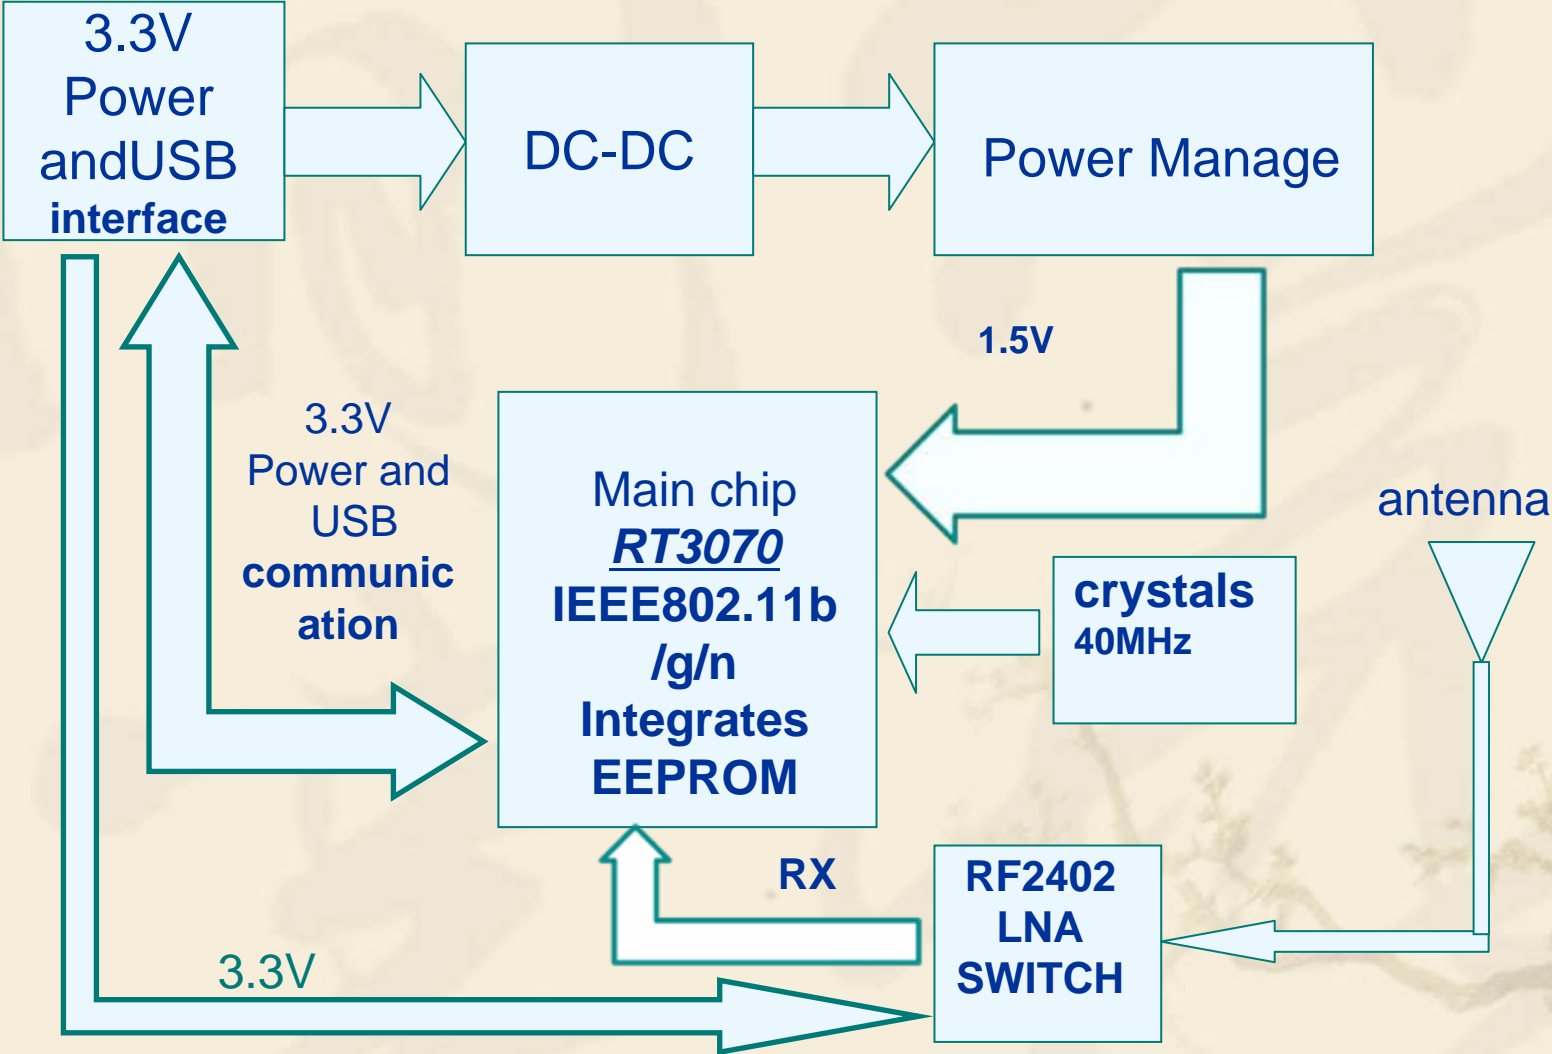 3.3V
Power
andUSB
interface
DC-DC
Power Manage
1.5V
3.3V
Power and
USB
communic
ation
Main chip
RT3070
IEEE802.11b
/g/n
Integrates
EEPROM
crystals
40MHz
antenna
RX
RF2402
LNA
SWITCH
3.3V